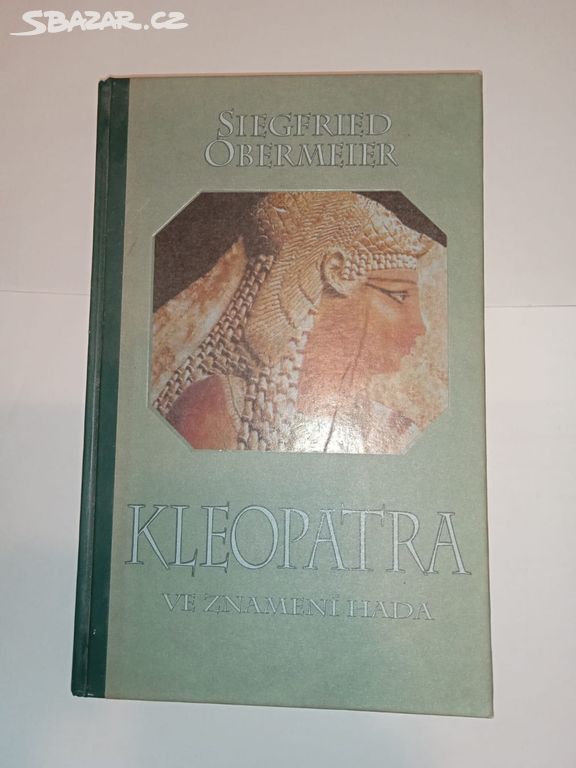 SBAZAR.CZ
SIEGFRIED
OBERMEIER
KLEOPATRA
VE ZNAMENÍ HADA